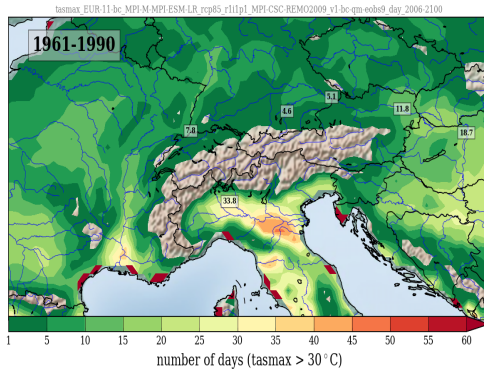 tasmax_EUR-11-bc_MPI-M-MPI-ESM-LR_rcp85_r1i1p1_MPI-CSC-REMO2009_v1-bc-qm-eobs9_day_2006-2100
1961-1990
5.1
4.6
11.8
7.8
18.7
33.8
1 5 10 15 20 25 30 35 40 45 50 55 60
number of days (tasmax > 30°C)